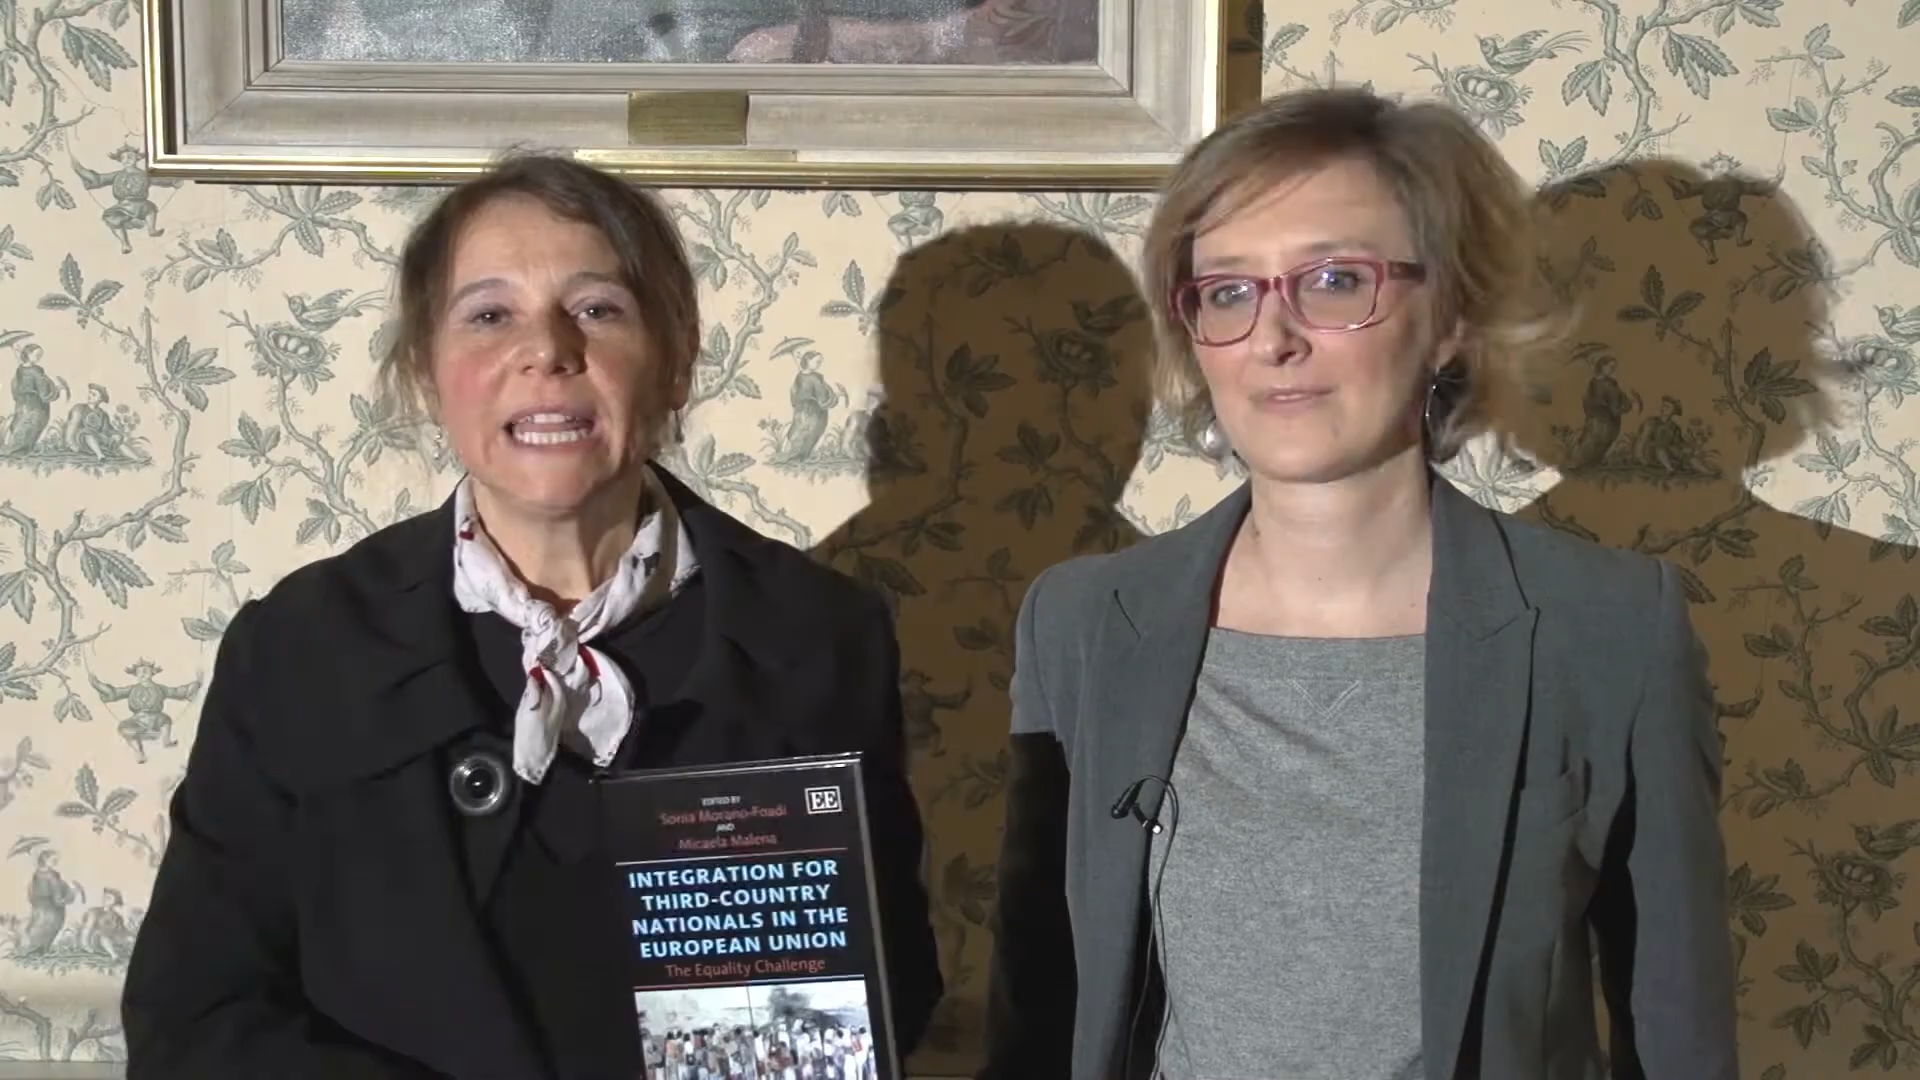 EDITED BY
EE
Sonia Morano-Foadi
AND
Micaela Malena
INTEGRATION FOR
THIRD-COUNTRY
NATIONALS IN THE
EUROPEAN UNION
The Equality Challenge